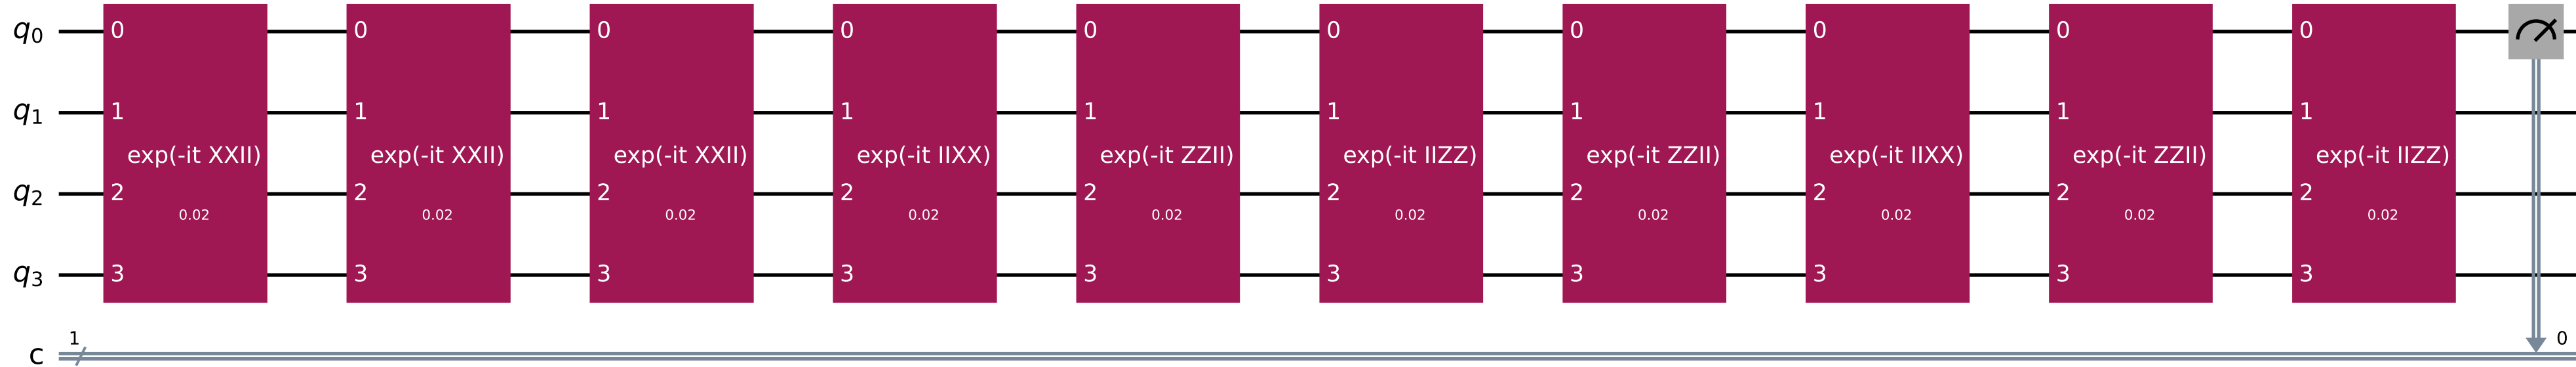 q0 0 0 0 0 0 0 0 0 0 0
q1 1 1 1 1 1 1 1 1 1 1
exp(-it XXII) exp(-it XXII) exp(-it XXII) exp(-it IIXX) exp(-it ZZII) exp(-it IIZZ) exp(-it ZZII) exp(-it IIXX) exp(-it ZZII) exp(-it IIZZ)
q2 2 2 2 2 2 2 2 2 2 2
0.02 0.02 0.02 0.02 0.02 0.02 0.02 0.02 0.02 0.02
q3 3 3 3 3 3 3 3 3 3 3
1 0
c